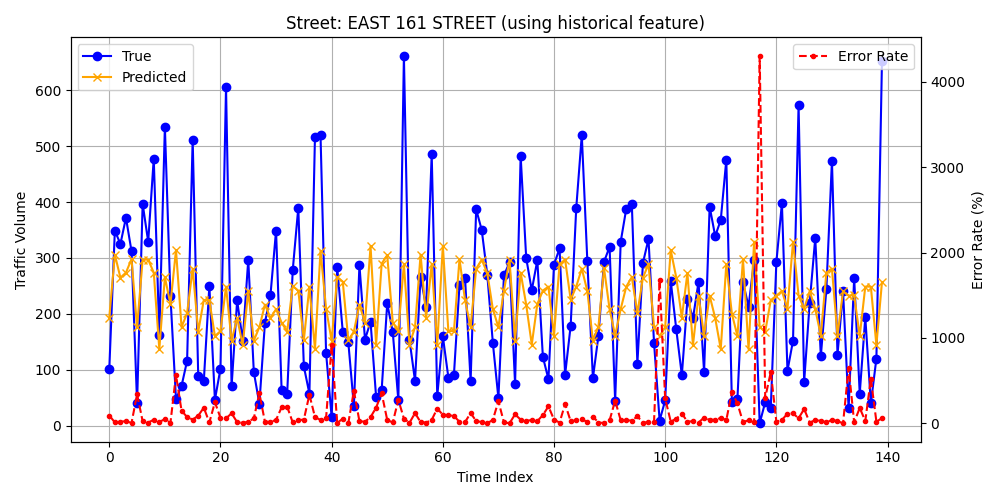 Street: EAST 161 STREET (using historical feature)
True
Predicted
Error Rate
Traffic Volume
0
100
200
300
400
500
600
0
1000
2000
3000
4000
Error Rate (%)
0
20
40
60
80
100
120
140
Time Index